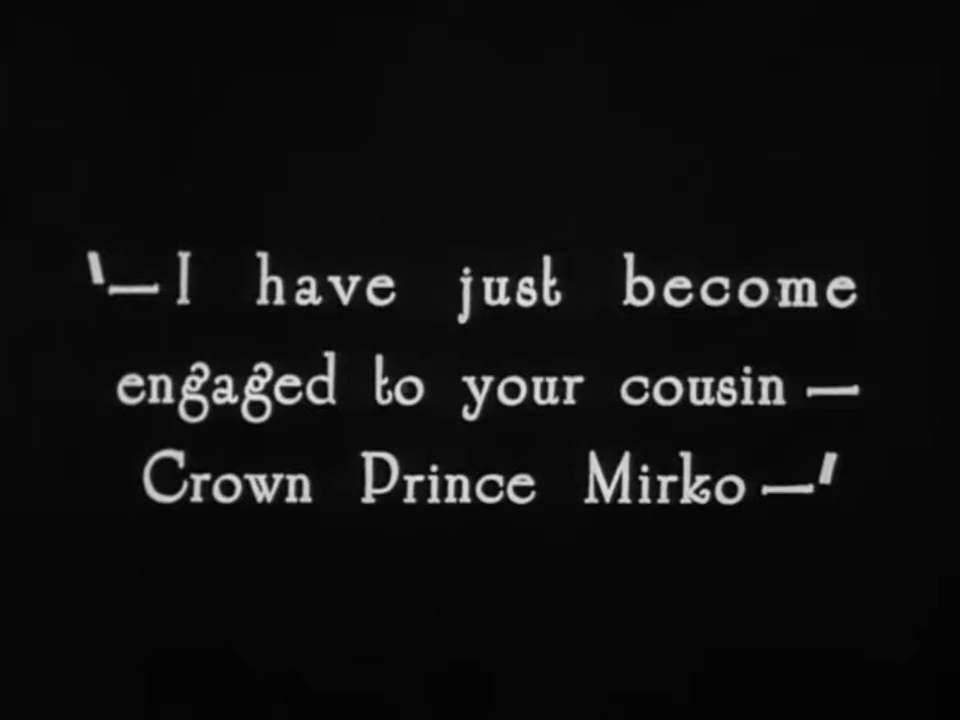 '—I have just become
engaged to your cousin —
Crown Prince Mirko —'